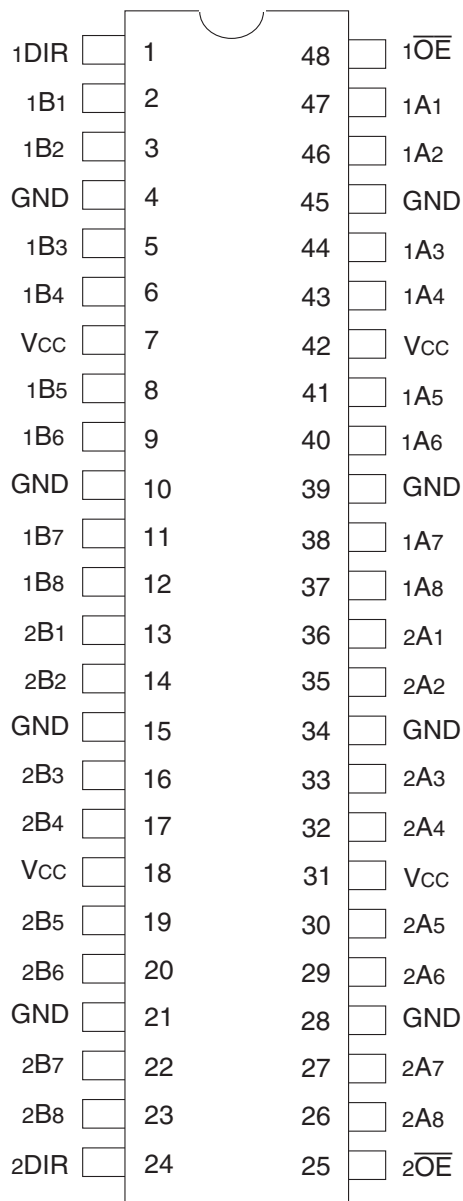 1DIR 1 48 1O̅E̅
1B1 2 47 1A1
1B2 3 46 1A2
GND 4 45 GND
1B3 5 44 1A3
1B4 6 43 1A4
VCC 7 42 VCC
1B5 8 41 1A5
1B6 9 40 1A6
GND 10 39 GND
1B7 11 38 1A7
1B8 12 37 1A8
2B1 13 36 2A1
2B2 14 35 2A2
GND 15 34 GND
2B3 16 33 2A3
2B4 17 32 2A4
VCC 18 31 VCC
2B5 19 30 2A5
2B6 20 29 2A6
GND 21 28 GND
2B7 22 27 2A7
2B8 23 26 2A8
2DIR 24 25 2O̅E̅